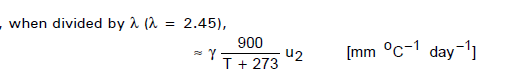 , when divided by λ (λ = 2.45),
≈ γ 900 / T + 273 u₂ [mm °C⁻¹ day⁻¹]